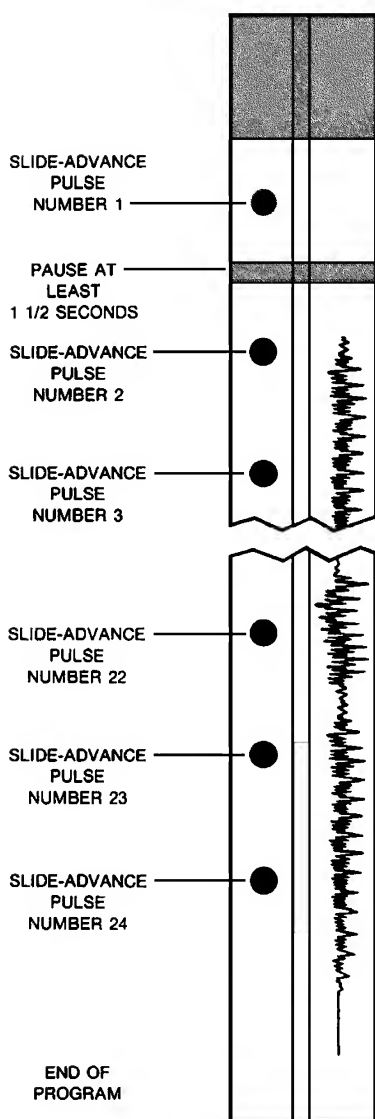 SLIDE-ADVANCE
PULSE
NUMBER 1
PAUSE AT
LEAST
1 1/2 SECONDS
SLIDE-ADVANCE
PULSE
NUMBER 2
SLIDE-ADVANCE
PULSE
NUMBER 3
SLIDE-ADVANCE
PULSE
NUMBER 22
SLIDE-ADVANCE
PULSE
NUMBER 23
SLIDE-ADVANCE
PULSE
NUMBER 24
END OF
PROGRAM